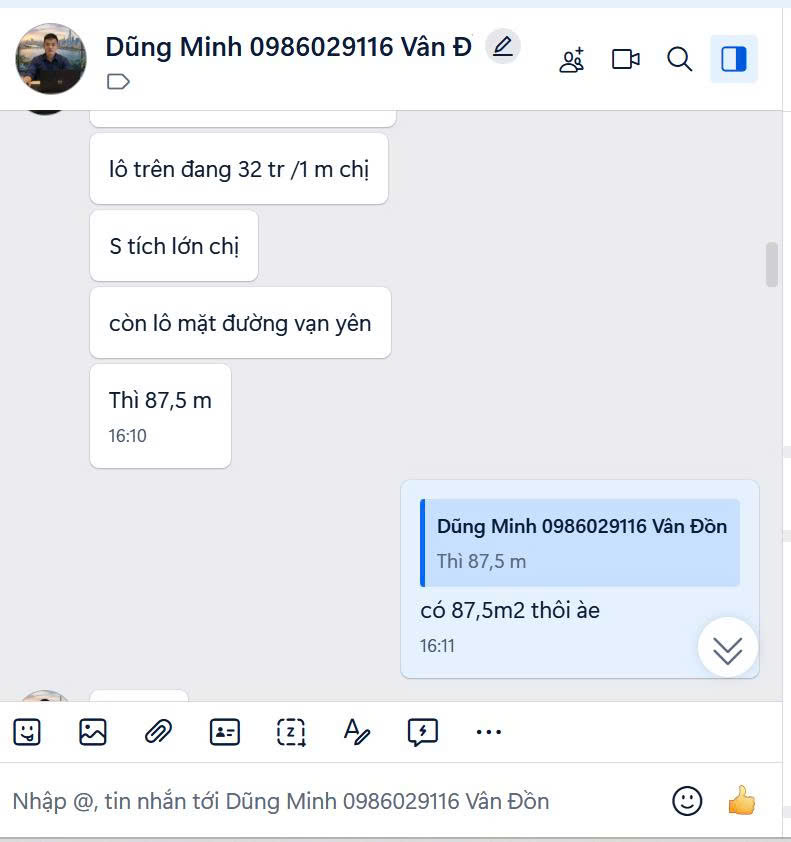 Dũng Minh 0986029116 Vân Đ
lô trên đang 32 tr /1 m chị
S tích lớn chị
còn lô mặt đường vạn yên
Thì 87,5 m
16:10
Dũng Minh 0986029116 Vân Đồn
Thì 87,5 m
có 87,5m2 thôi àe
16:11
Nhập @, tin nhắn tới Dũng Minh 0986029116 Vân Đồn